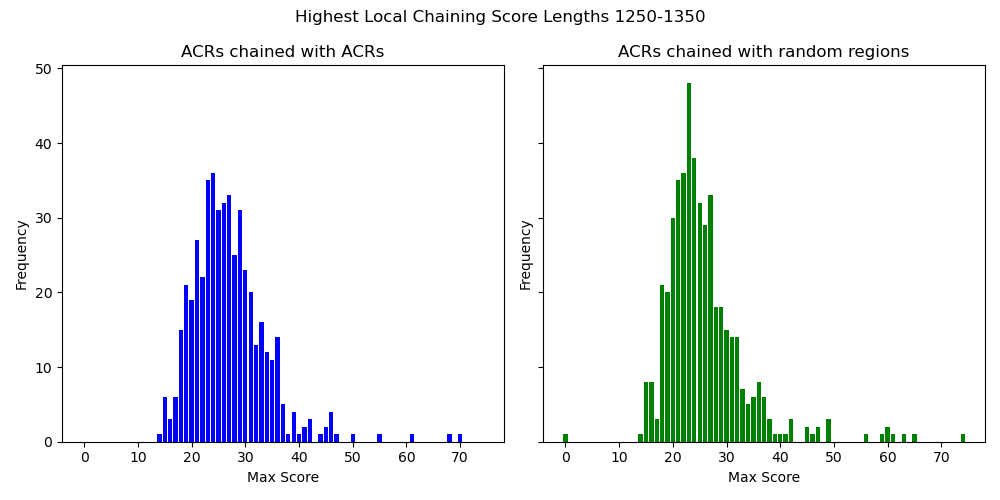 Highest Local Chaining Score Lengths 1250-1350
ACRs chained with ACRs
ACRs chained with random regions
50
40
30
20
10
0
Frequency
Frequency
0 10 20 30 40 50 60 70
0 10 20 30 40 50 60 70
Max Score
Max Score